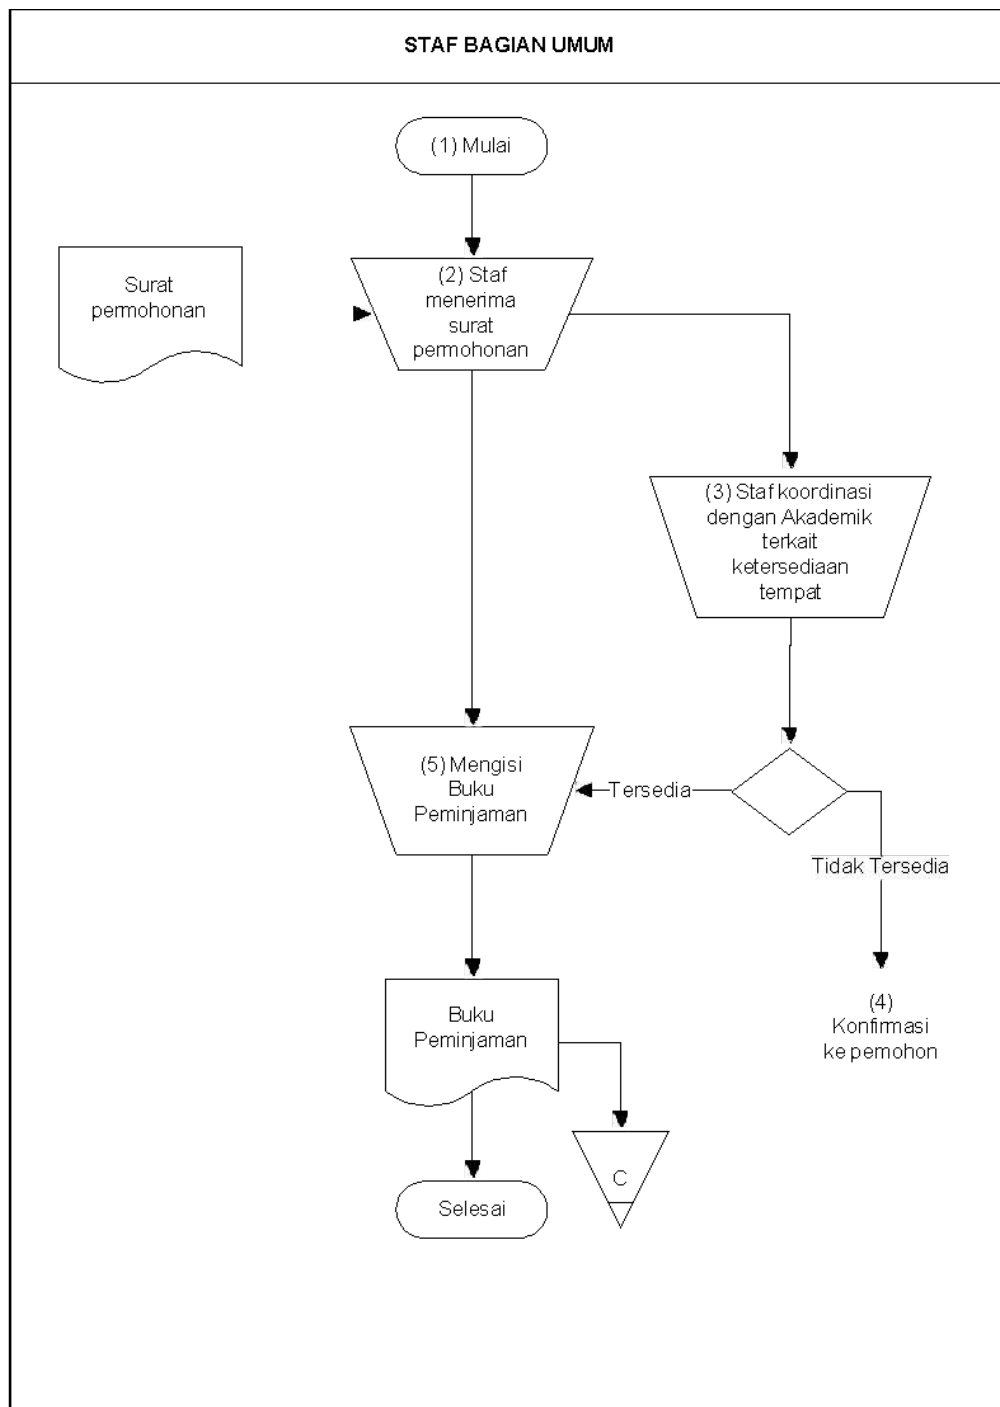 STAF BAGIAN UMUM
(1) Mulai
Surat
permohonan
(2) Staf
menerima
surat
permohonan
(3) Staf koordinasi
dengan Akademik
terkait
ketersediaan
tempat
(5) Mengisi
Buku
Peminjaman
Tersedia
Tidak Tersedia
(4)
Konfirmasi
ke pemohon
Buku
Peminjaman
C
Selesai